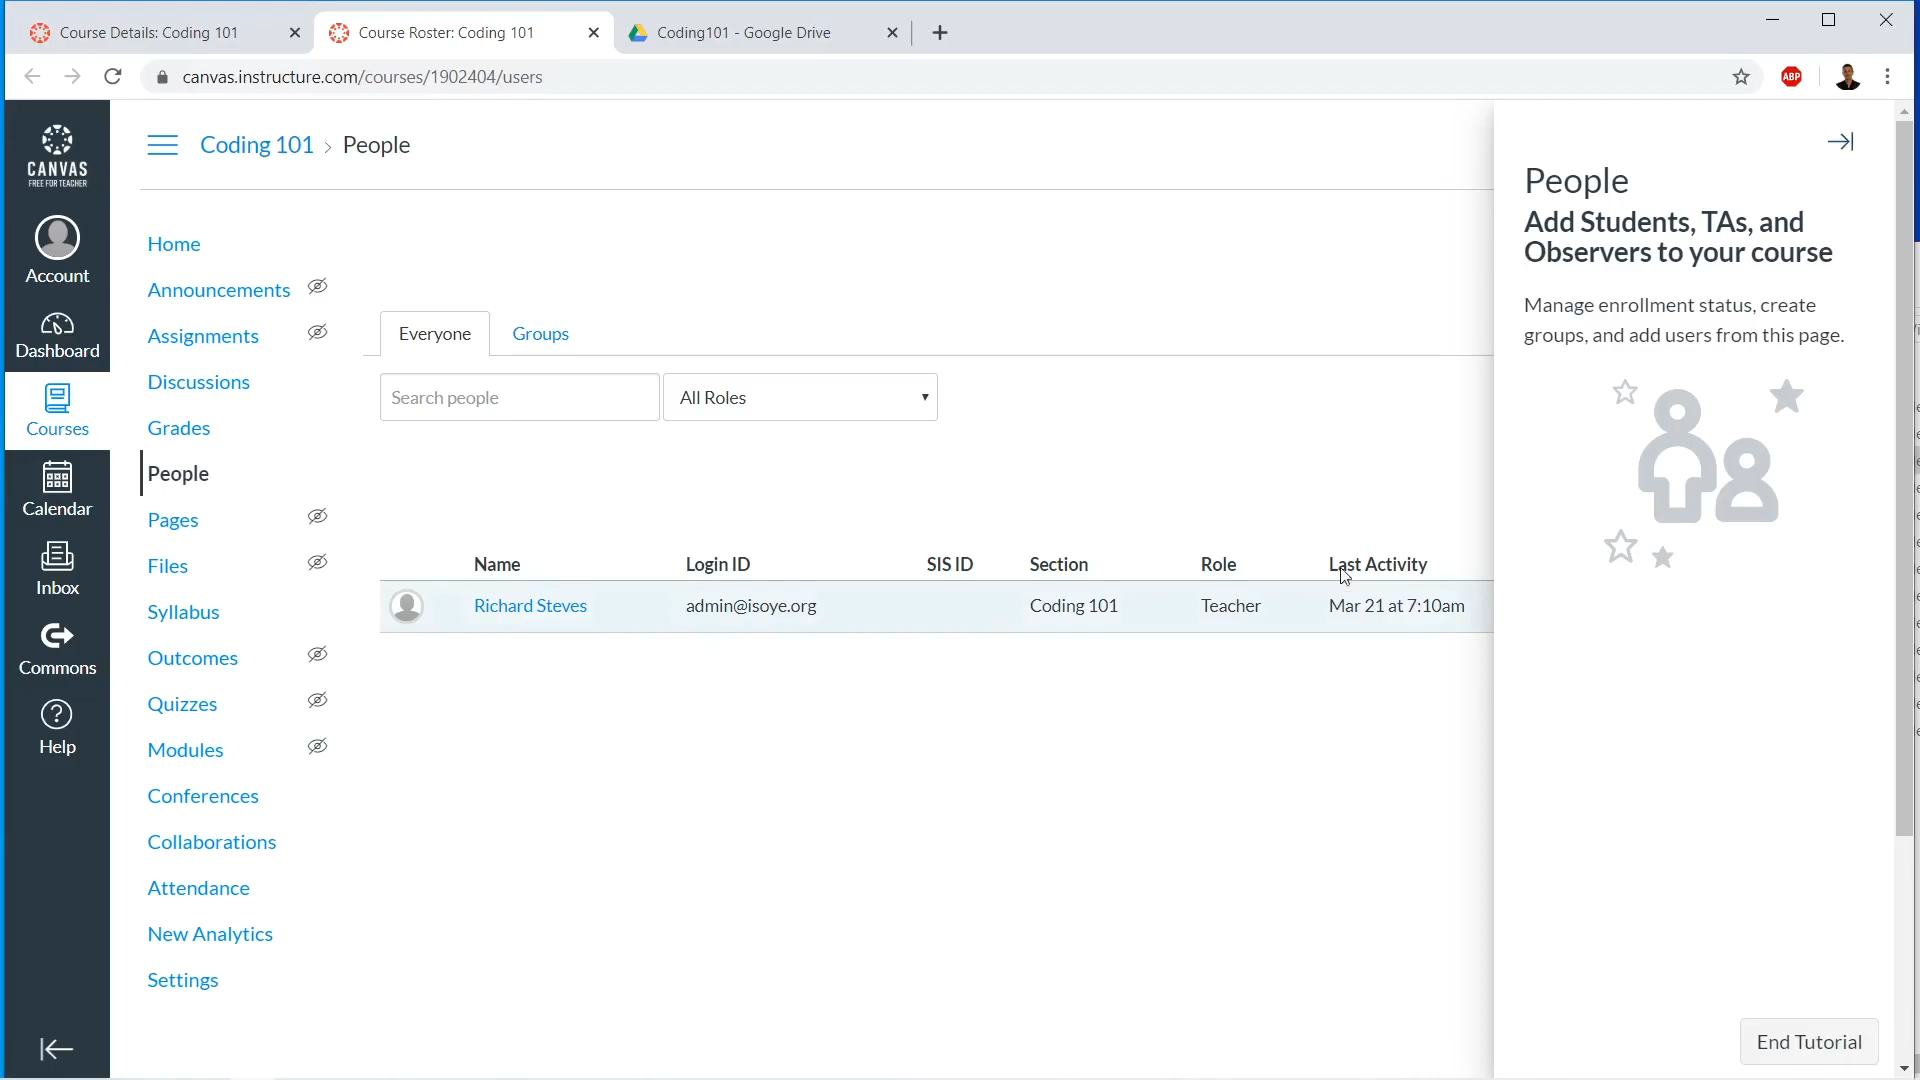 Course Details: Coding 101
Course Roster: Coding 101
Coding101 - Google Drive
canvas.instructure.com/courses/1902404/users
ABP
CANVAS
FREE FOR TEACHER
Account
Dashboard
Courses
Calendar
Inbox
Commons
Help
Coding 101 › People
Home
Announcements
Assignments
Discussions
Grades
People
Pages
Files
Syllabus
Outcomes
Quizzes
Modules
Conferences
Collaborations
Attendance
New Analytics
Settings
Everyone Groups
Search people All Roles
Name Login ID SIS ID Section Role Last Activity
Richard Steves admin@isoye.org Coding 101 Teacher Mar 21 at 7:10am
People
Add Students, TAs, and
Observers to your course
Manage enrollment status, create
groups, and add users from this page.
End Tutorial